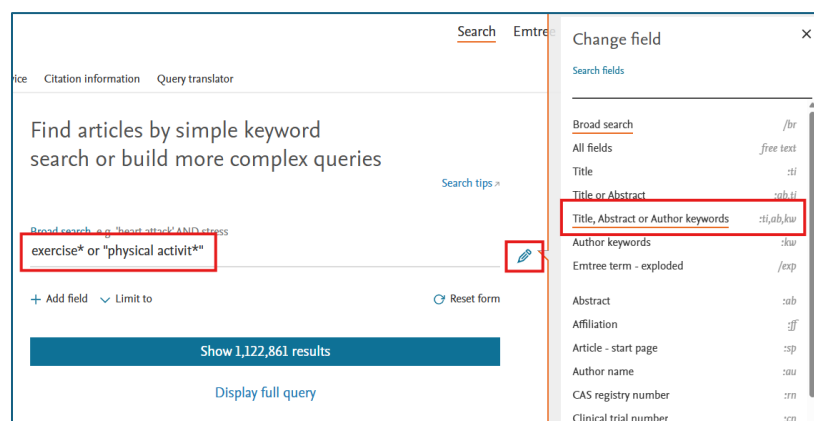 Search Emtree
Change field
Search fields
vice Citation information Query translator
Find articles by simple keyword
search or build more complex queries
Search tips
Broad search e.g. 'heart attack' AND stress
exercise* or "physical activit*"
+ Add field Limit to Reset form
Show 1,122,861 results
Display full query
Broad search /br
All fields free text
Title :ti
Title or Abstract :ab,ti
Title, Abstract or Author keywords :ti,ab,kw
Author keywords :kw
Emtree term - exploded /exp
Abstract :ab
Affiliation :ff
Article - start page :sp
Author name :au
CAS registry number :rn
Clinical trial number :cn